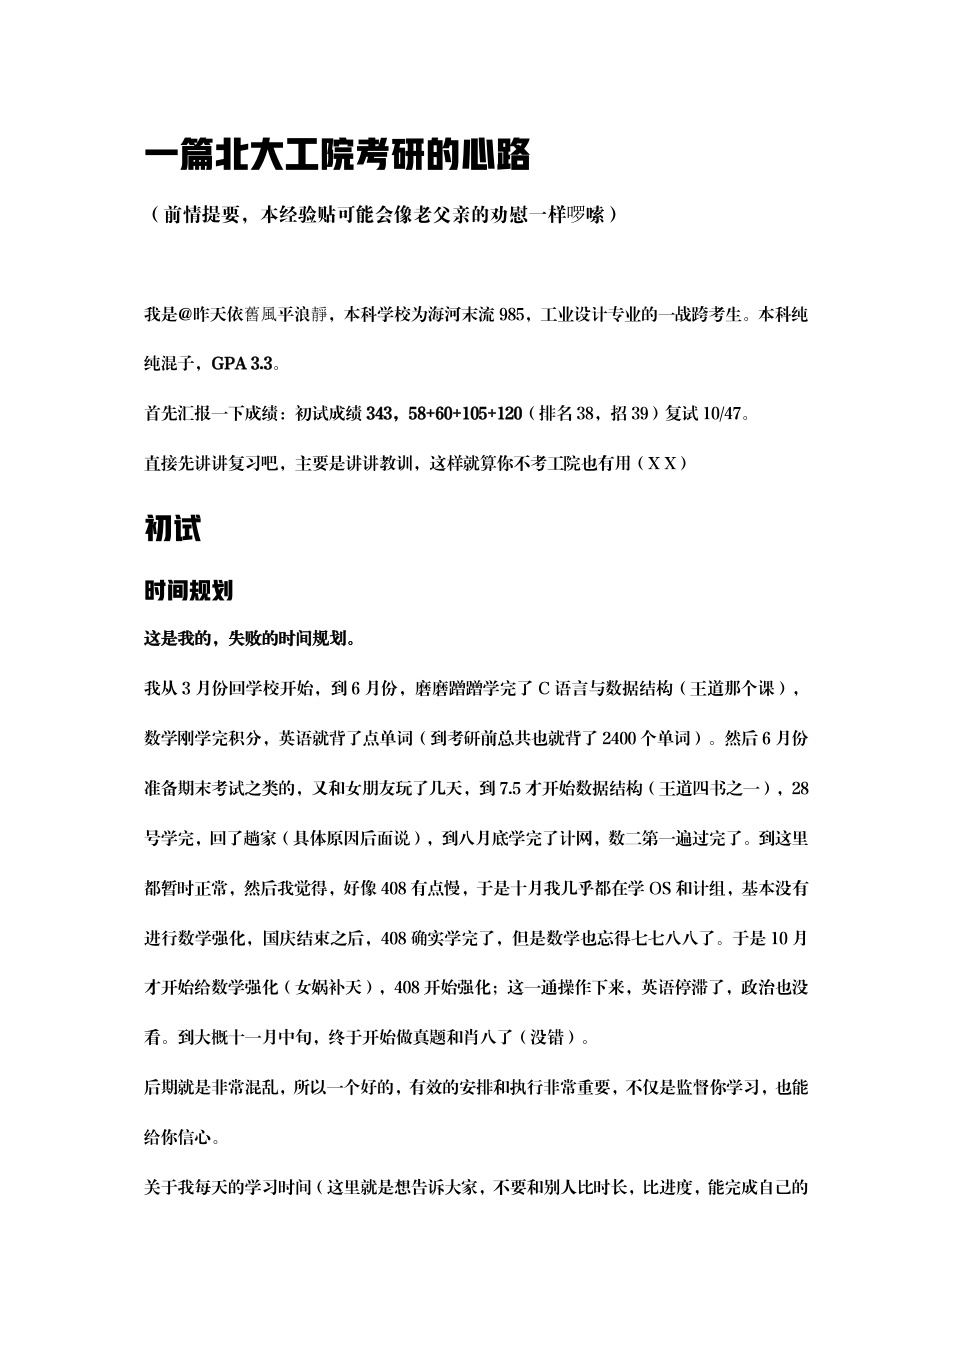 一篇北大工院考研的心路
（前情提要，本经验贴可能会像老父亲的劝慰一样啰嗦）
我是@昨天依舊風平浪靜，本科学校为海河末流 985，工业设计专业的一战跨考生。本科纯
纯混子，GPA 3.3。
首先汇报一下成绩：初试成绩 343，58+60+105+120（排名 38，招 39）复试 10/47。
直接先讲讲复习吧，主要是讲讲教训，这样就算你不考工院也有用（X X）
初试
时间规划
这是我的，失败的时间规划。
我从 3 月份回学校开始，到 6 月份，磨磨蹭蹭学完了 C 语言与数据结构（王道那个课），
数学刚学完积分，英语就背了点单词（到考研前总共也就背了 2400 个单词）。然后 6 月份
准备期末考试之类的，又和女朋友玩了几天，到 7.5 才开始数据结构（王道四书之一），28
号学完，回了趟家（具体原因后面说），到八月底学完了计网，数二第一遍过完了。到这里
都暂时正常，然后我觉得，好像 408 有点慢，于是十月我几乎都在学 OS 和计组，基本没有
进行数学强化，国庆结束之后，408 确实学完了，但是数学也忘得七七八八了。于是 10 月
才开始给数学强化（女娲补天），408 开始强化；这一通操作下来，英语停滞了，政治也没
看。到大概十一月中旬，终于开始做真题和肖八了（没错）。
后期就是非常混乱，所以一个好的，有效的安排和执行非常重要，不仅是监督你学习，也能
给你信心。
关于我每天的学习时间（这里就是想告诉大家，不要和别人比时长，比进度，能完成自己的